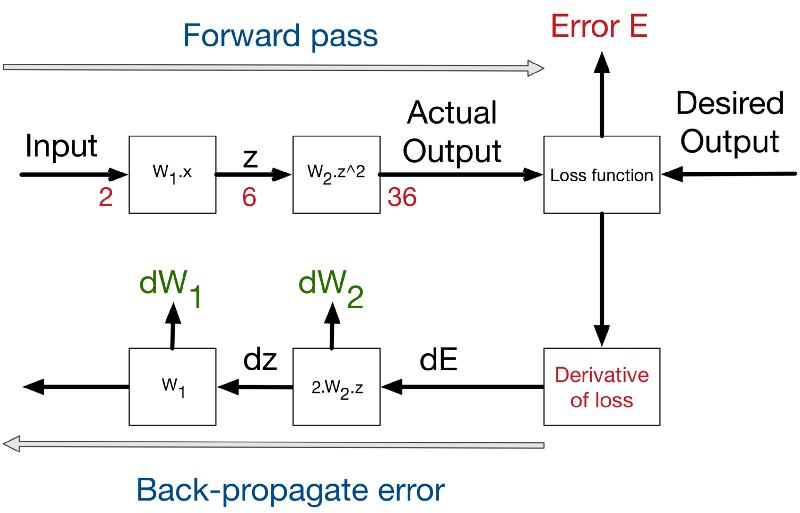 Forward pass
Error E
Input
2
W1.x
z
6
W2.z^2
Actual
Output
36
Loss function
Desired
Output
dW1
dW2
W1
dz
2.W2.z
dE
Derivative
of loss
Back-propagate error